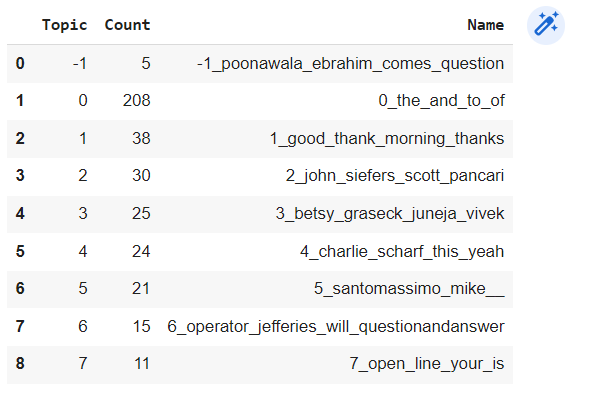 Topic Count Name
0 -1 5 -1_poonawala_ebrahim_comes_question
1 0 208 0_the_and_to_of
2 1 38 1_good_thank_morning_thanks
3 2 30 2_john_siefers_scott_pancari
4 3 25 3_betsy_graseck_juneja_vivek
5 4 24 4_charlie_scharf_this_yeah
6 5 21 5_santomassimo_mike__
7 6 15 6_operator_jefferies_will_questionandanswer
8 7 11 7_open_line_your_is